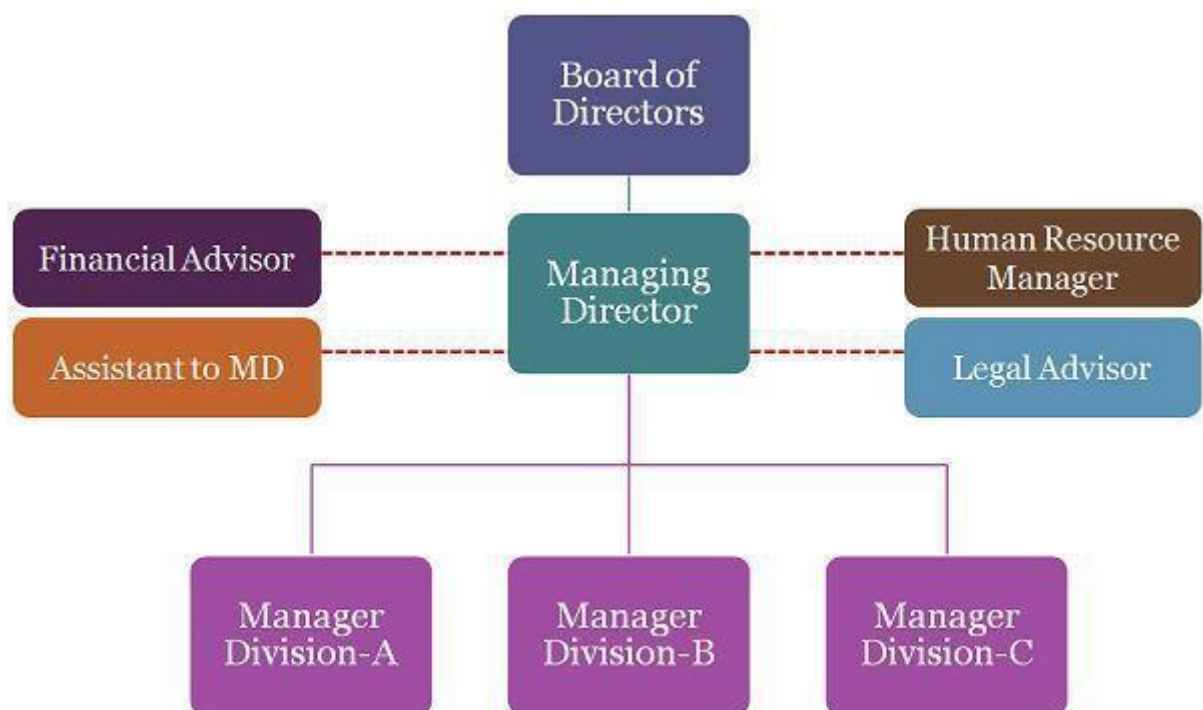 Board of
Directors
Financial Advisor
Managing
Director
Human Resource
Manager
Assistant to MD
Legal Advisor
Manager
Division-A
Manager
Division-B
Manager
Division-C